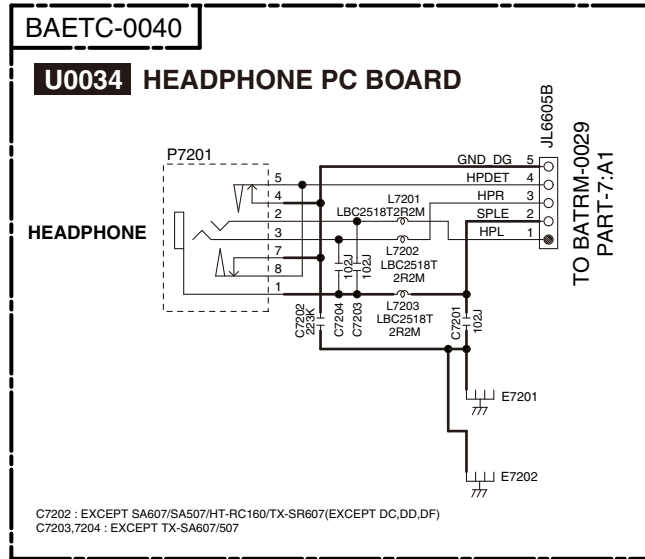 BAETC-0040
U0034 HEADPHONE PC BOARD
JL6605B
P7201
GND_DG 5
5 HPDET 4
4 L7201 HPR 3
2 LBC2518T2R2M SPLE 2
HEADPHONE 3 HPL 1
L7202
7 LBC2518T
8 2R2M
102J
102J
1
L7203
LBC2518T
2R2M
C7202
223K
C7204
C7203
C7201
102J
TO BATRM-0029
PART-7:A1
E7201
E7202
C7202 : EXCEPT SA607/SA507/HT-RC160/TX-SR607(EXCEPT DC,DD,DF)
C7203,7204 : EXCEPT TX-SA607/507